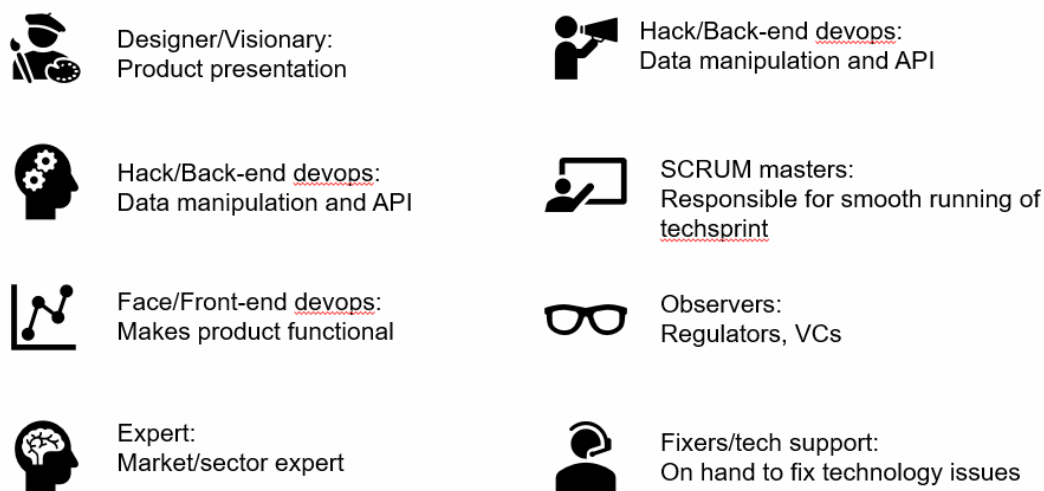 Designer/Visionary:
Product presentation
Hack/Back-end devops:
Data manipulation and API
Face/Front-end devops:
Makes product functional
Expert:
Market/sector expert
Hack/Back-end devops:
Data manipulation and API
SCRUM masters:
Responsible for smooth running of
techsprint
Observers:
Regulators, VCs
Fixers/tech support:
On hand to fix technology issues